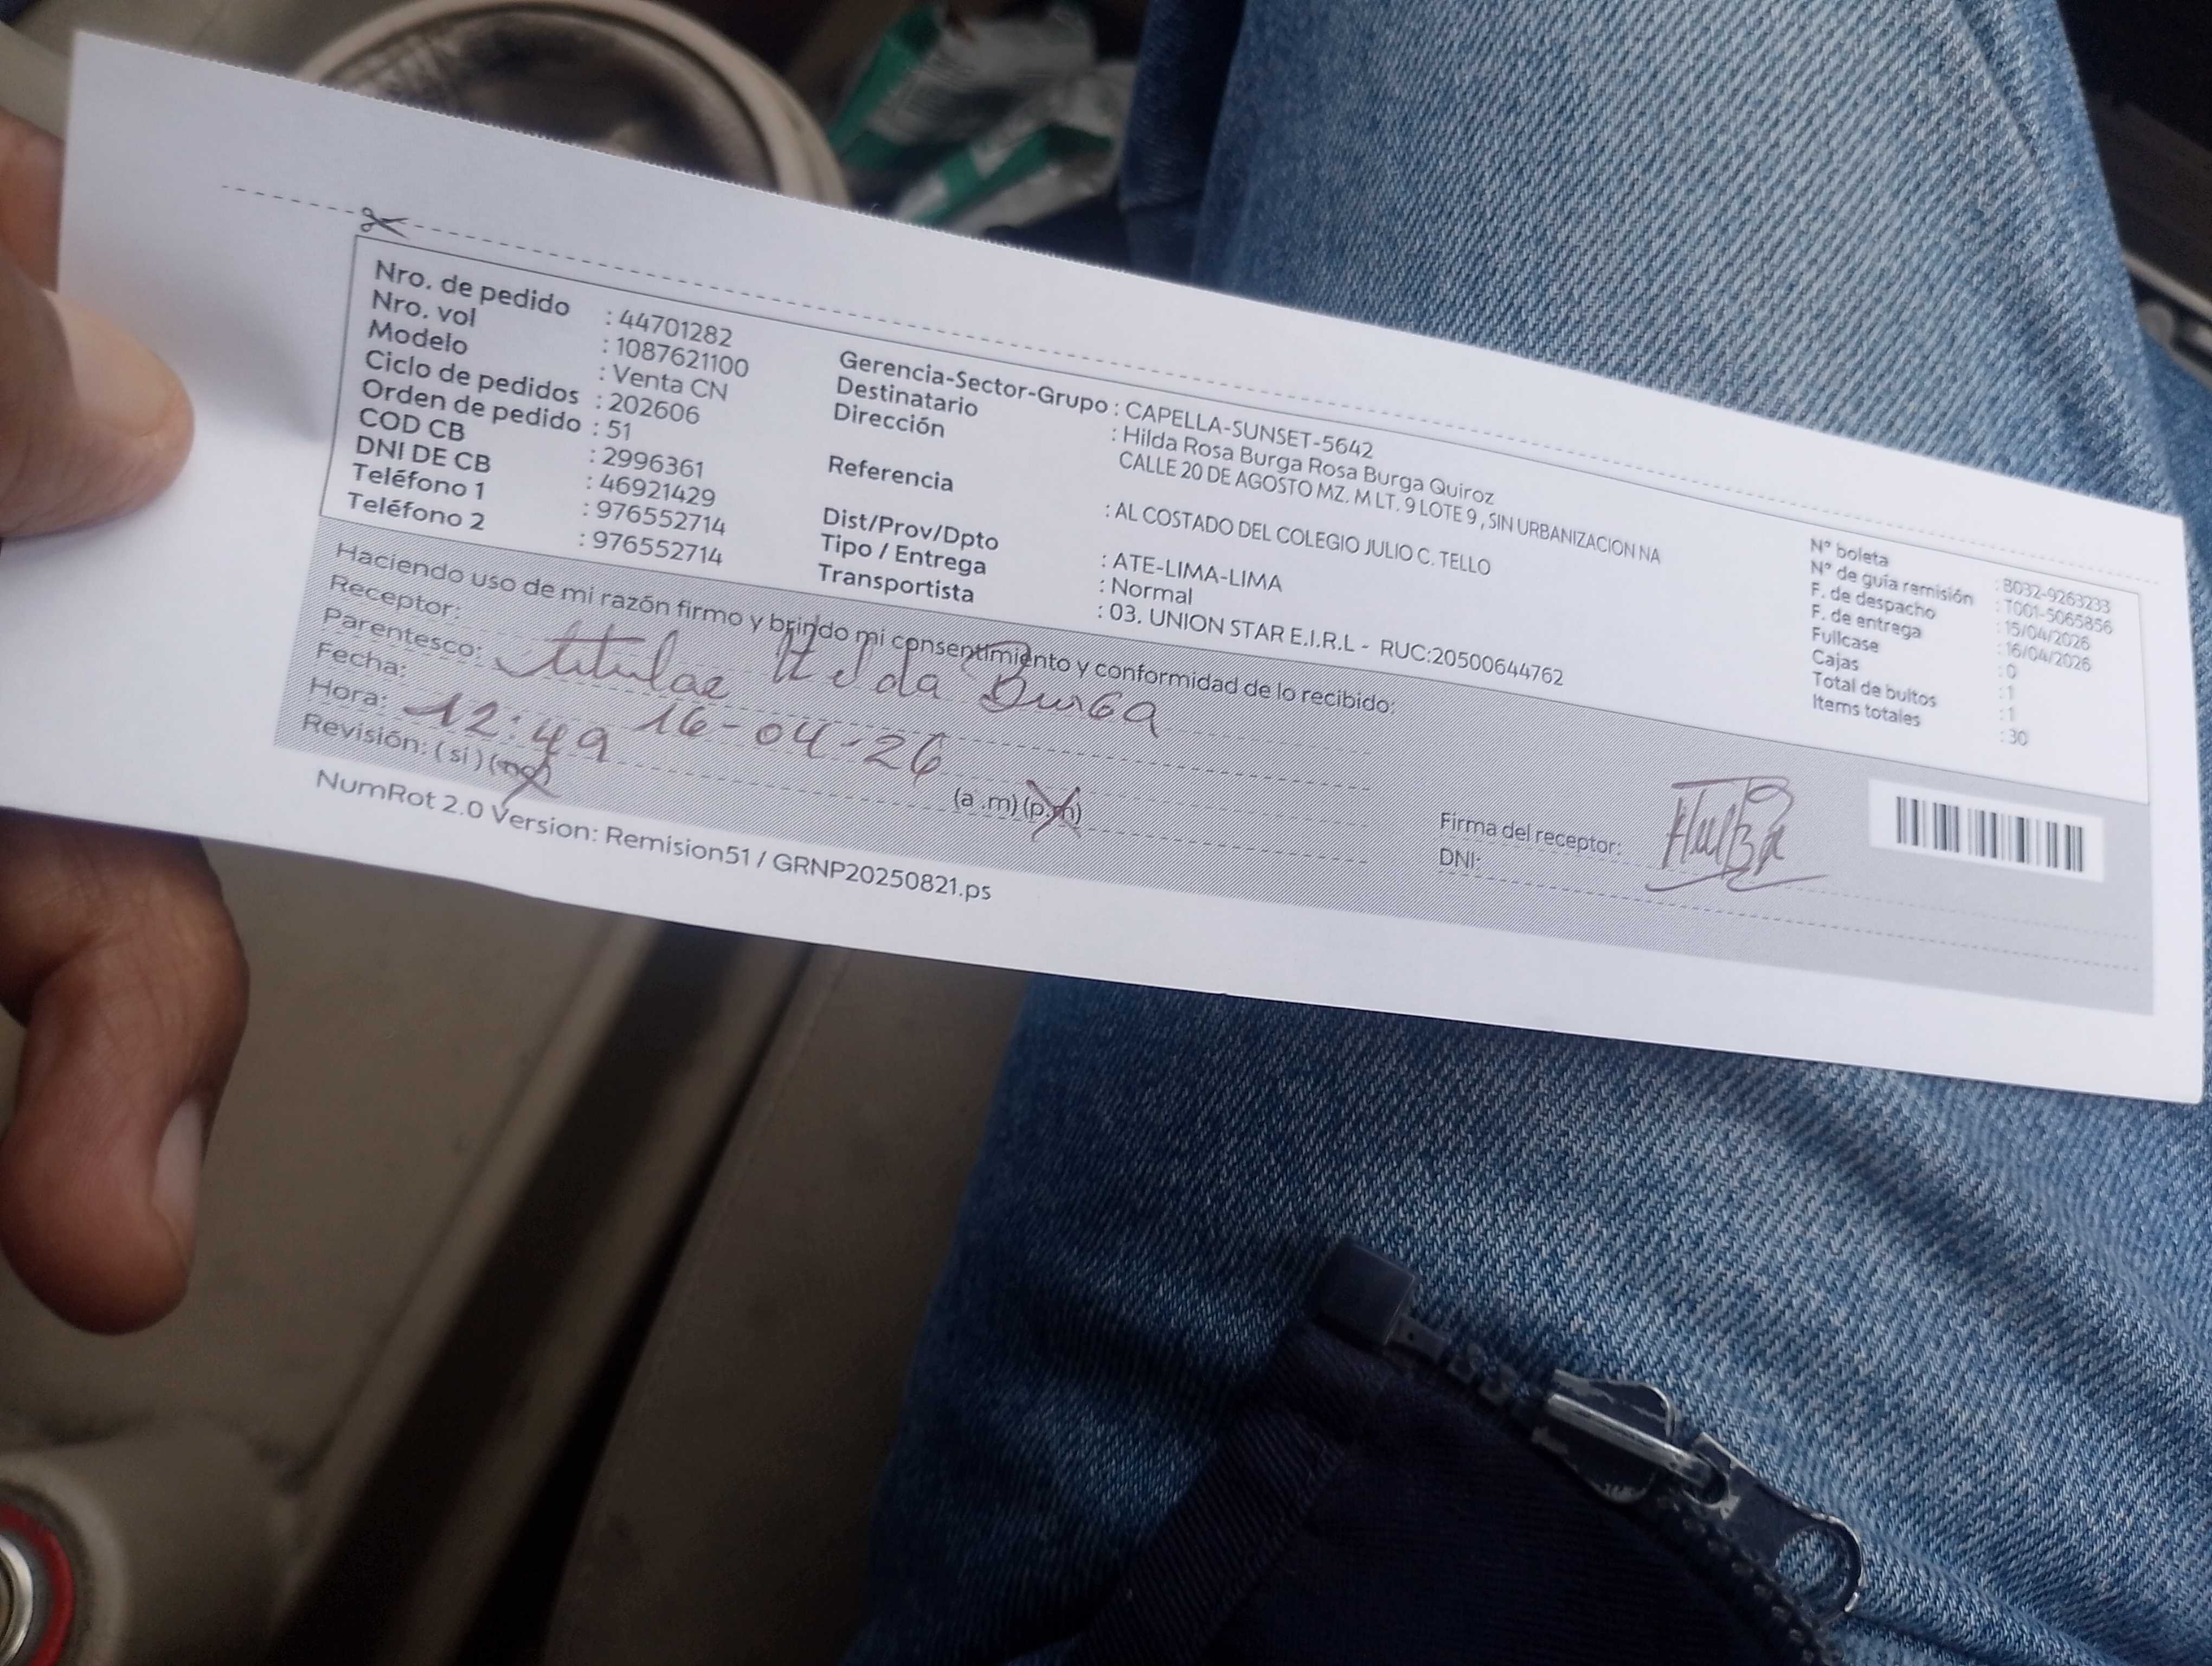 Nro. de pedido : 44701282
Nro. vol : 1087621100
Modelo : Venta CN
Ciclo de pedidos : 202606
Orden de pedido : 51
COD CB : 2996361
DNI DE CB : 46921429
Teléfono 1 : 976552714
Teléfono 2 : 976552714
Gerencia-Sector-Grupo : CAPELLA-SUNSET-5642
Destinatario : Hilda Rosa Burga Rosa Burga Quiroz
Dirección CALLE 20 DE AGOSTO MZ. M LT. 9 LOTE 9 , SIN URBANIZACION NA
Referencia : AL COSTADO DEL COLEGIO JULIO C. TELLO
Dist/Prov/Dpto : ATE-LIMA-LIMA
Tipo / Entrega : Normal
Transportista : 03. UNION STAR E.I.R.L - RUC:20500644762
N° boleta : B032-9263233
N° de guia remisión : T001-5065856
F. de despacho : 15/04/2026
F. de entrega : 16/04/2026
Fullcase : 0
Cajas : 1
Total de bultos : 1
Items totales : 30
Haciendo uso de mi razón firmo y brindo mi consentimiento y conformidad de lo recibido:
Receptor: Hilda Burga
Parentesco: titular
Fecha: 16-04-26
Hora: 12:49 (a .m) (p.m)
Revisión: ( si ) (no)
Firma del receptor:
DNI:
NumRot 2.0 Version: Remision51 / GRNP20250821.ps